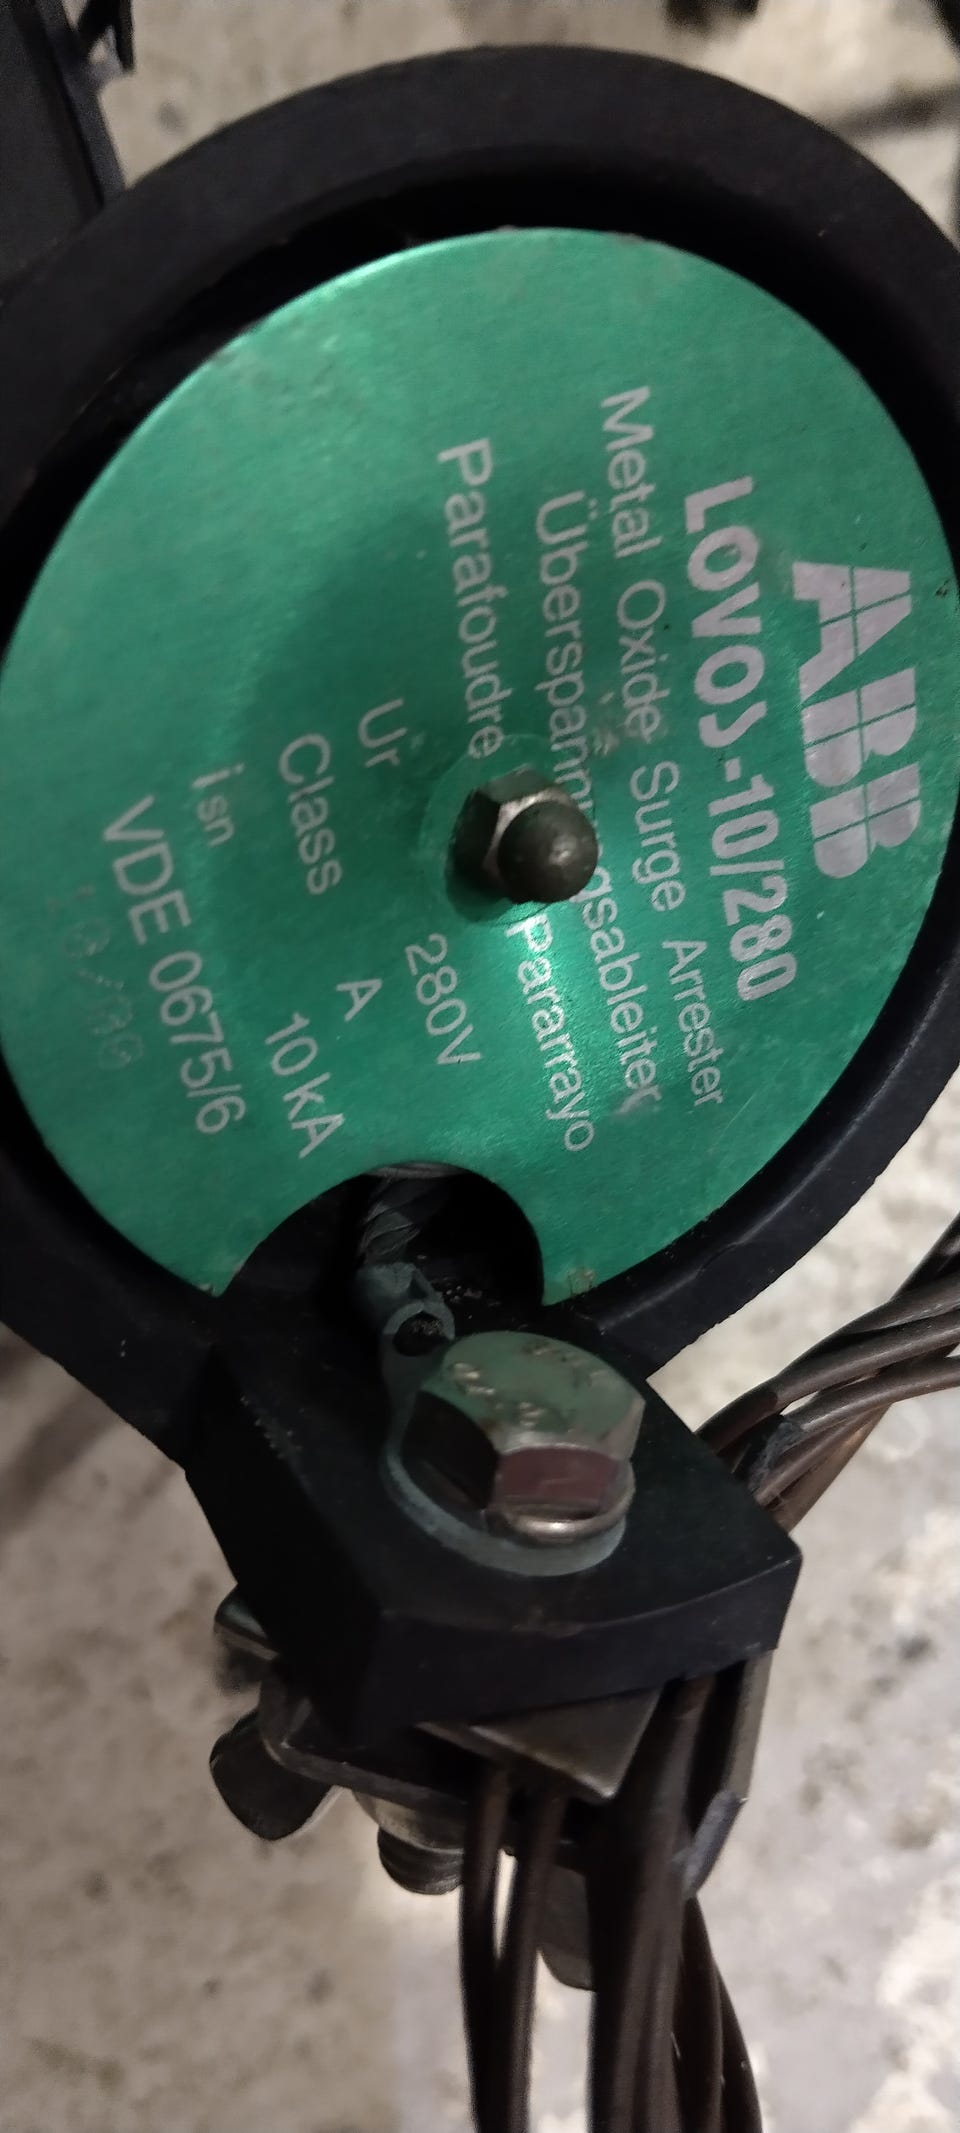 ABB
LOVOS-10/280
Metal Oxide Surge Arrester
Überspannungsableiter
Parafoudre Pararrayo
Ur 280V
Class A
isn 10 kA
VDE 0675/6